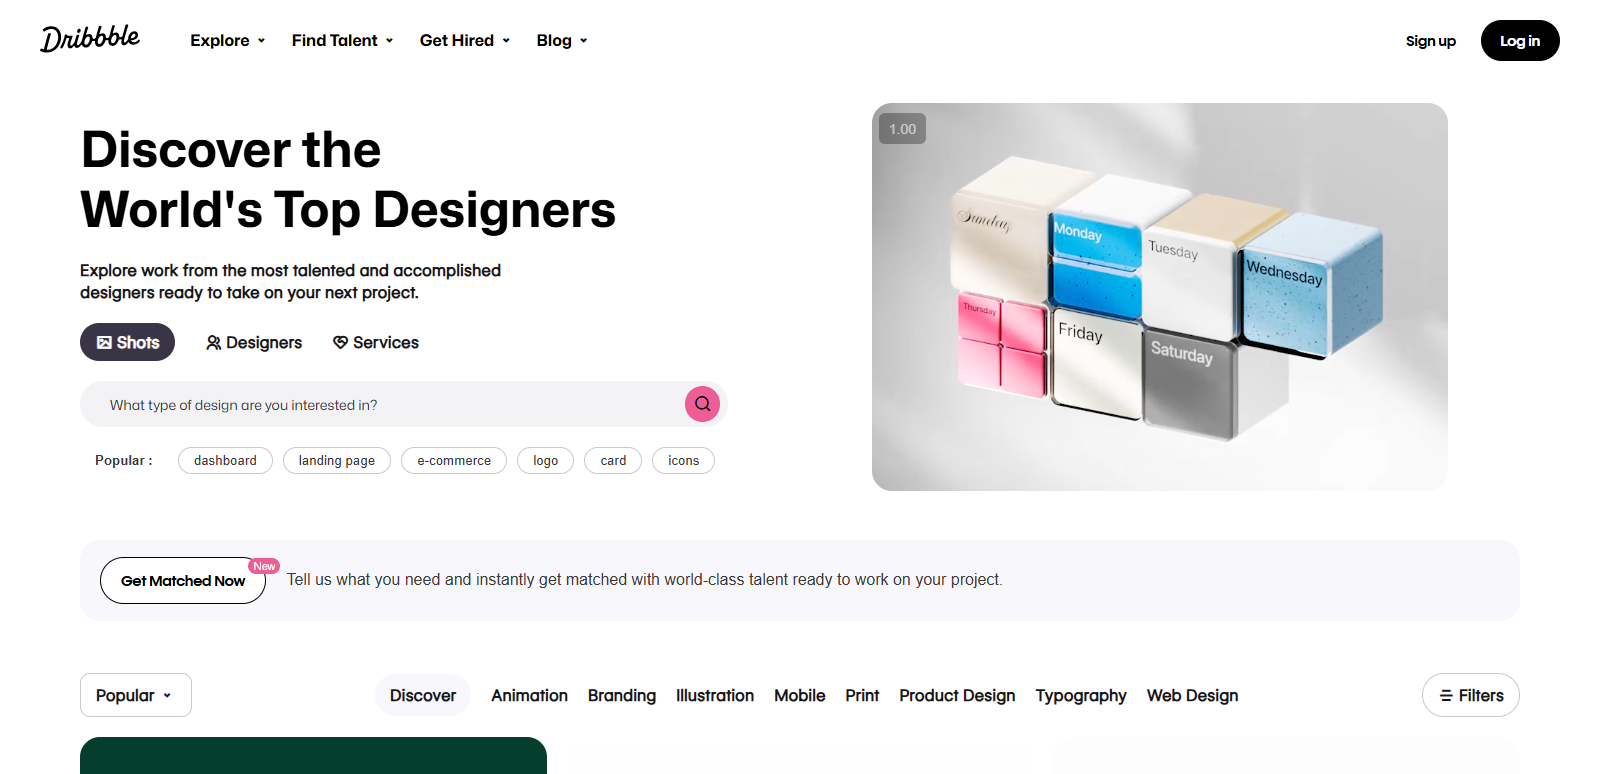 Dribbble
Explore
Find Talent
Get Hired
Blog
Sign up
Log in
Discover the
World's Top Designers
Explore work from the most talented and accomplished
designers ready to take on your next project.
Shots
Designers
Services
What type of design are you interested in?
Popular :
dashboard
landing page
e-commerce
logo
card
icons
1.00
Sunday
Monday
Tuesday
Wednesday
Thursday
Friday
Saturday
Get Matched Now
New
Tell us what you need and instantly get matched with world-class talent ready to work on your project.
Popular
Discover
Animation
Branding
Illustration
Mobile
Print
Product Design
Typography
Web Design
Filters